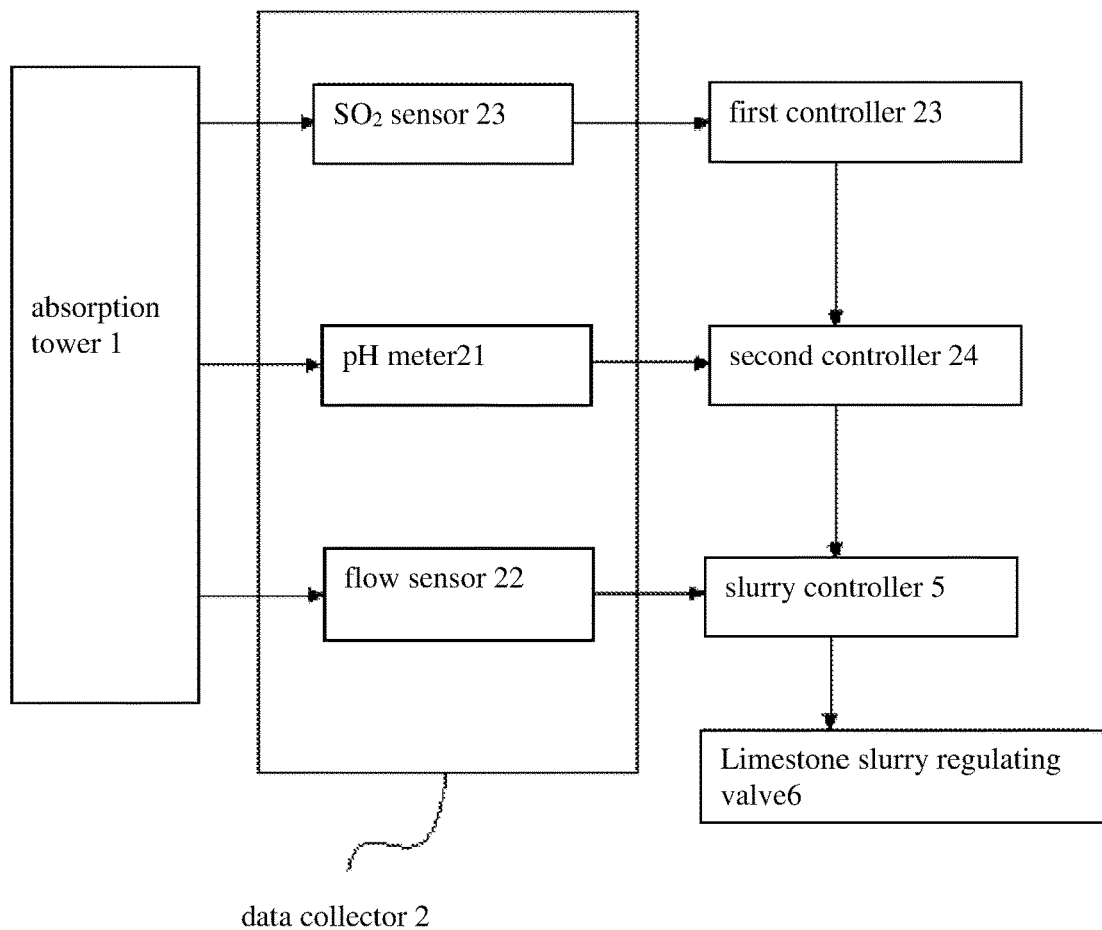 SO₂ sensor 23
first controller 23
absorption
tower 1
pH meter21
second controller 24
flow sensor 22
slurry controller 5
Limestone slurry regulating
valve6
data collector 2